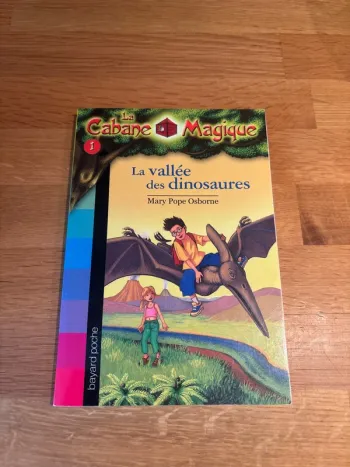 La
Cabane Magique
1
La vallée
des dinosaures
Mary Pope Osborne
bayard poche